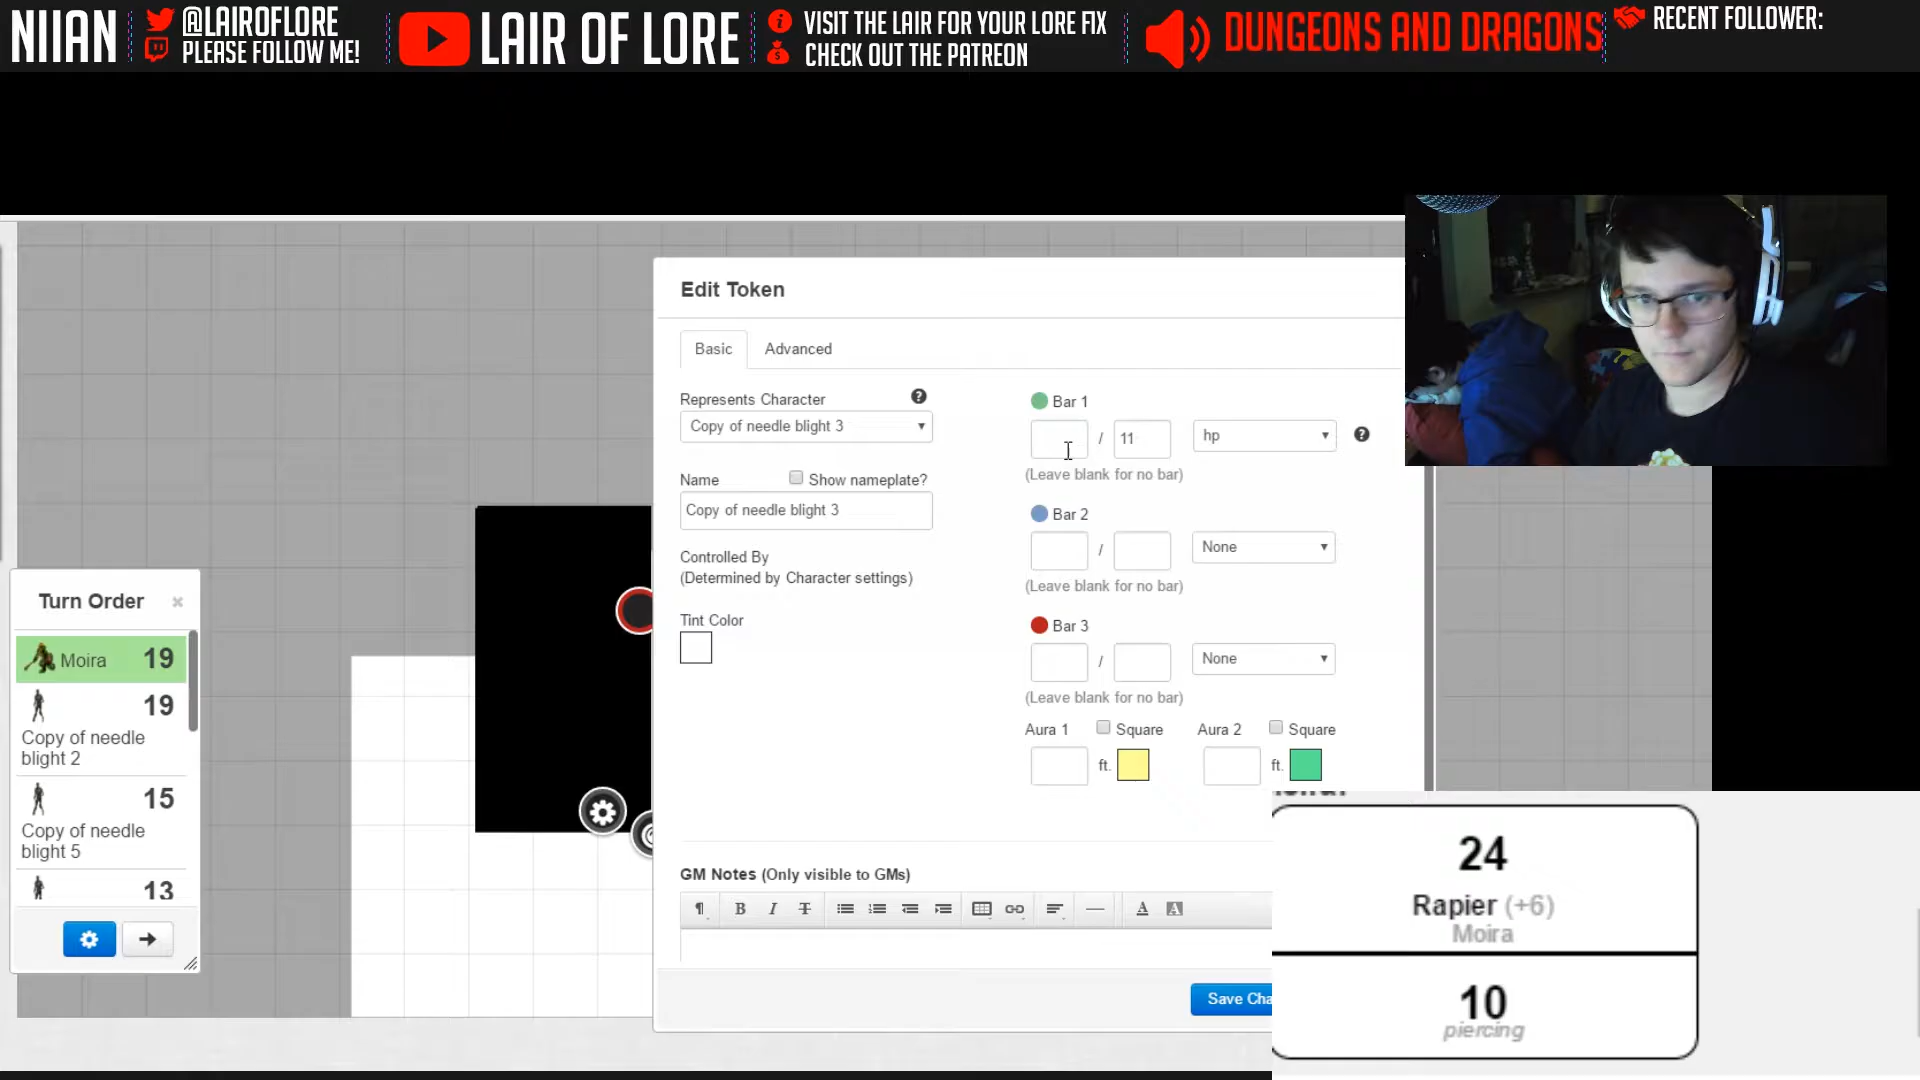 NIIAN
@LAIROFLORE
PLEASE FOLLOW ME!
LAIR OF LORE
VISIT THE LAIR FOR YOUR LORE FIX
CHECK OUT THE PATREON
DUNGEONS AND DRAGONS
RECENT FOLLOWER:
Edit Token
Basic
Advanced
Represents Character
Copy of needle blight 3
Name
Show nameplate?
Copy of needle blight 3
Controlled By
(Determined by Character settings)
Tint Color
Bar 1
/ 11
hp
(Leave blank for no bar)
Bar 2
/
None
(Leave blank for no bar)
Bar 3
/
None
(Leave blank for no bar)
Aura 1
Square
Aura 2
Square
ft.
ft.
GM Notes (Only visible to GMs)
Save Cha
Turn Order
Moira 19
19
Copy of needle
blight 2
15
Copy of needle
blight 5
13
24
Rapier (+6)
Moira
10
piercing